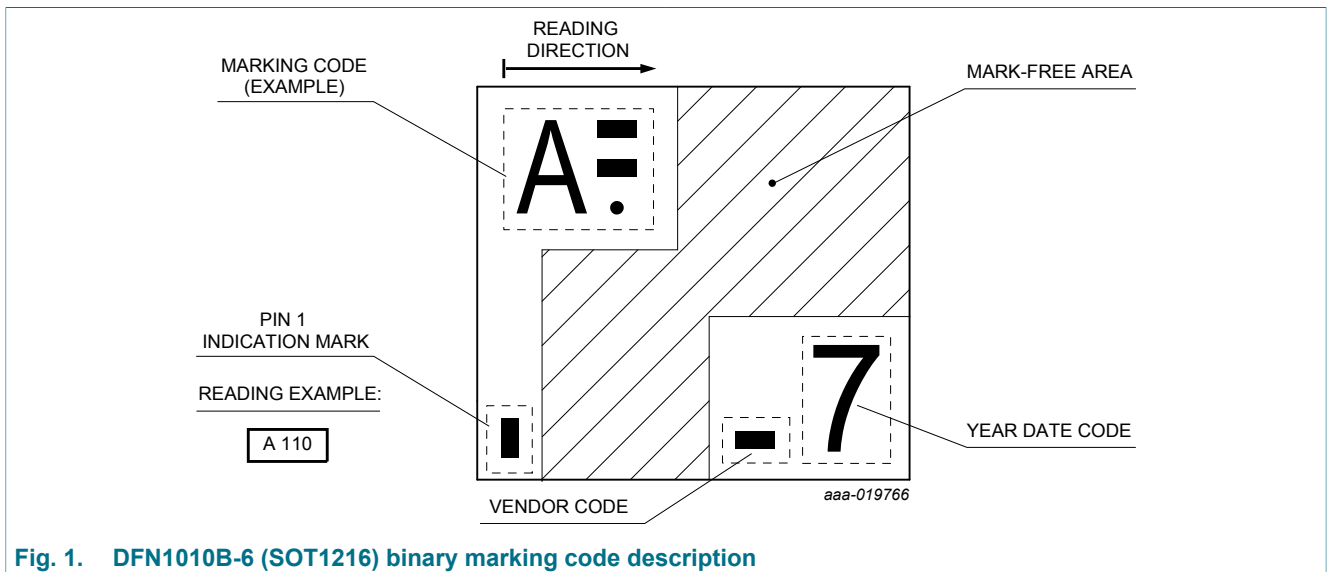 READING
DIRECTION
MARKING CODE
(EXAMPLE)
MARK-FREE AREA
A
PIN 1
INDICATION MARK
READING EXAMPLE:
A 110
7
YEAR DATE CODE
VENDOR CODE
aaa-019766
Fig. 1. DFN1010B-6 (SOT1216) binary marking code description